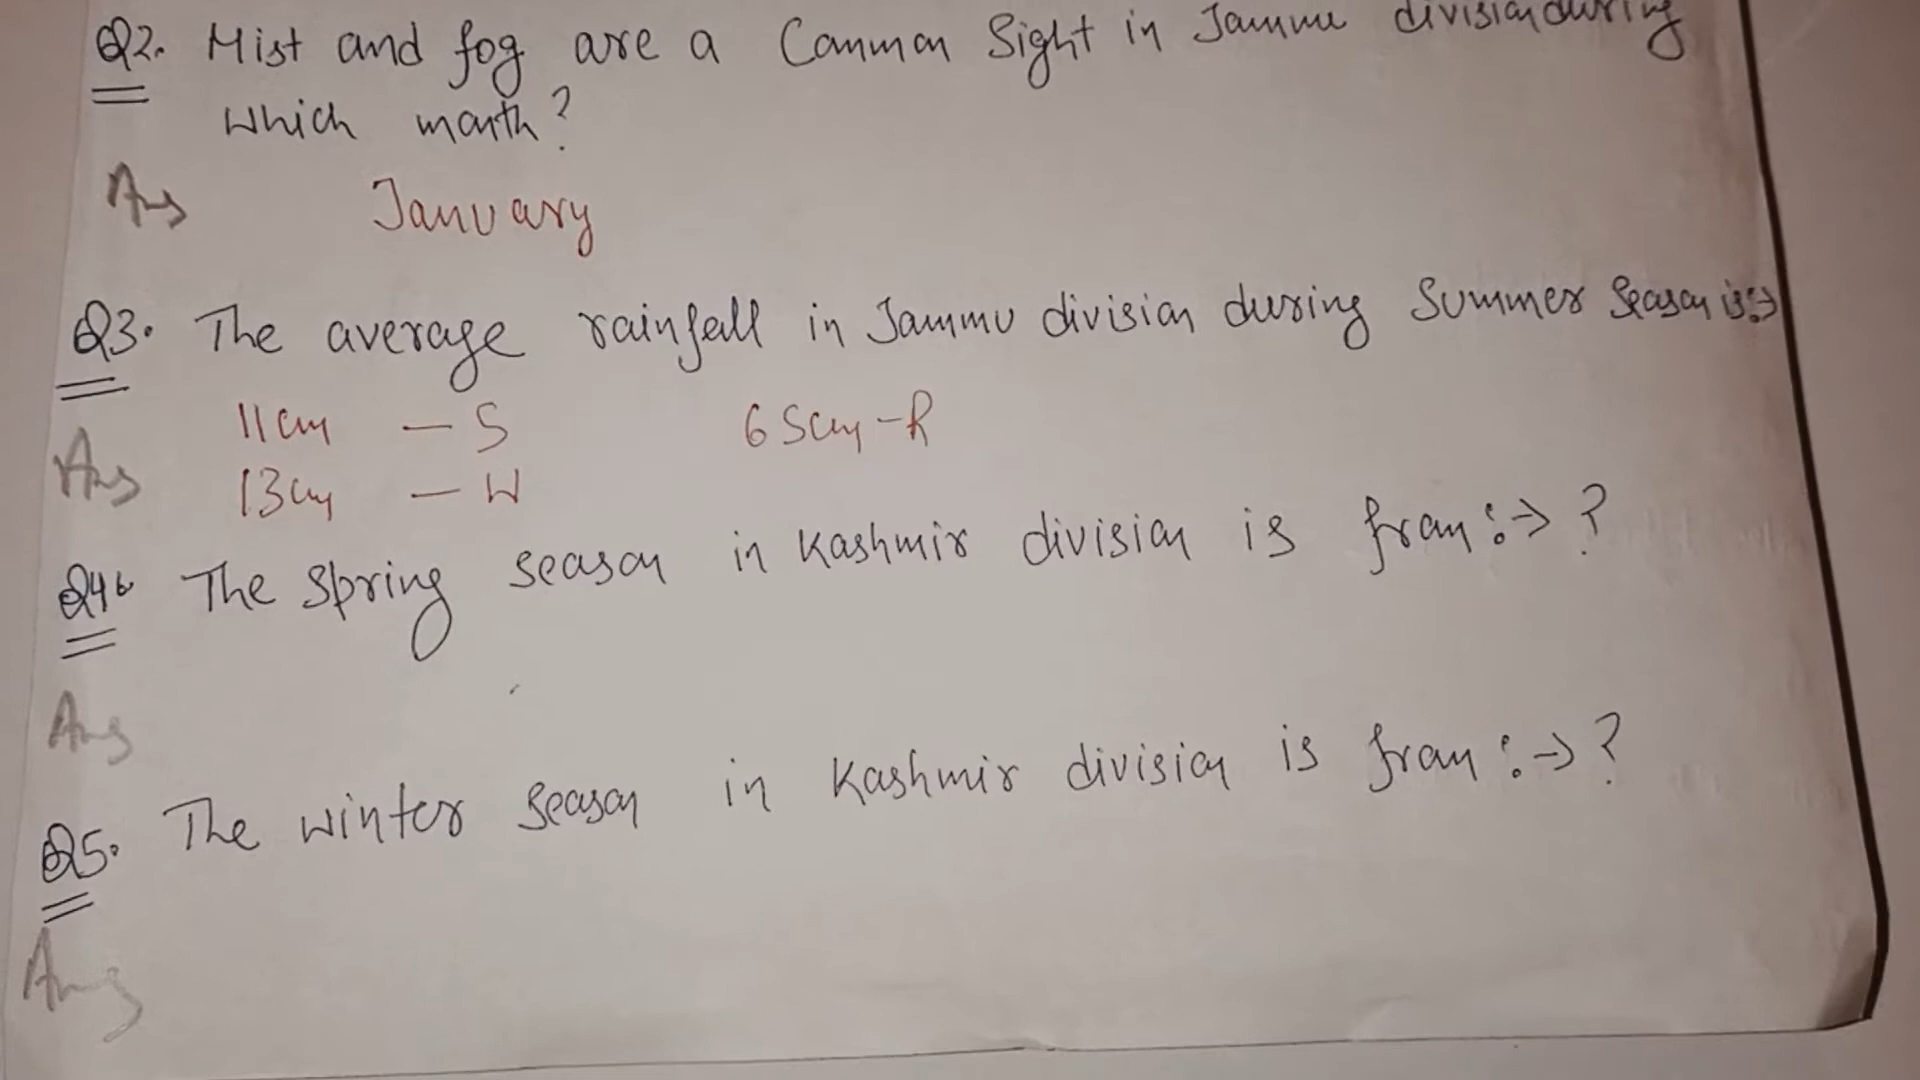 Q2. Mist and fog are a Common Sight in Jammu division during
which month?
Ans January
Q3. The average rainfall in Jammu division during Summer Season is:→
11cm — S 65cm - R
Ans 13cm — W
Q4. The Spring season in Kashmir division is from :→ ?
Ans
Q5. The winter season in Kashmir division is from :→ ?
Ans